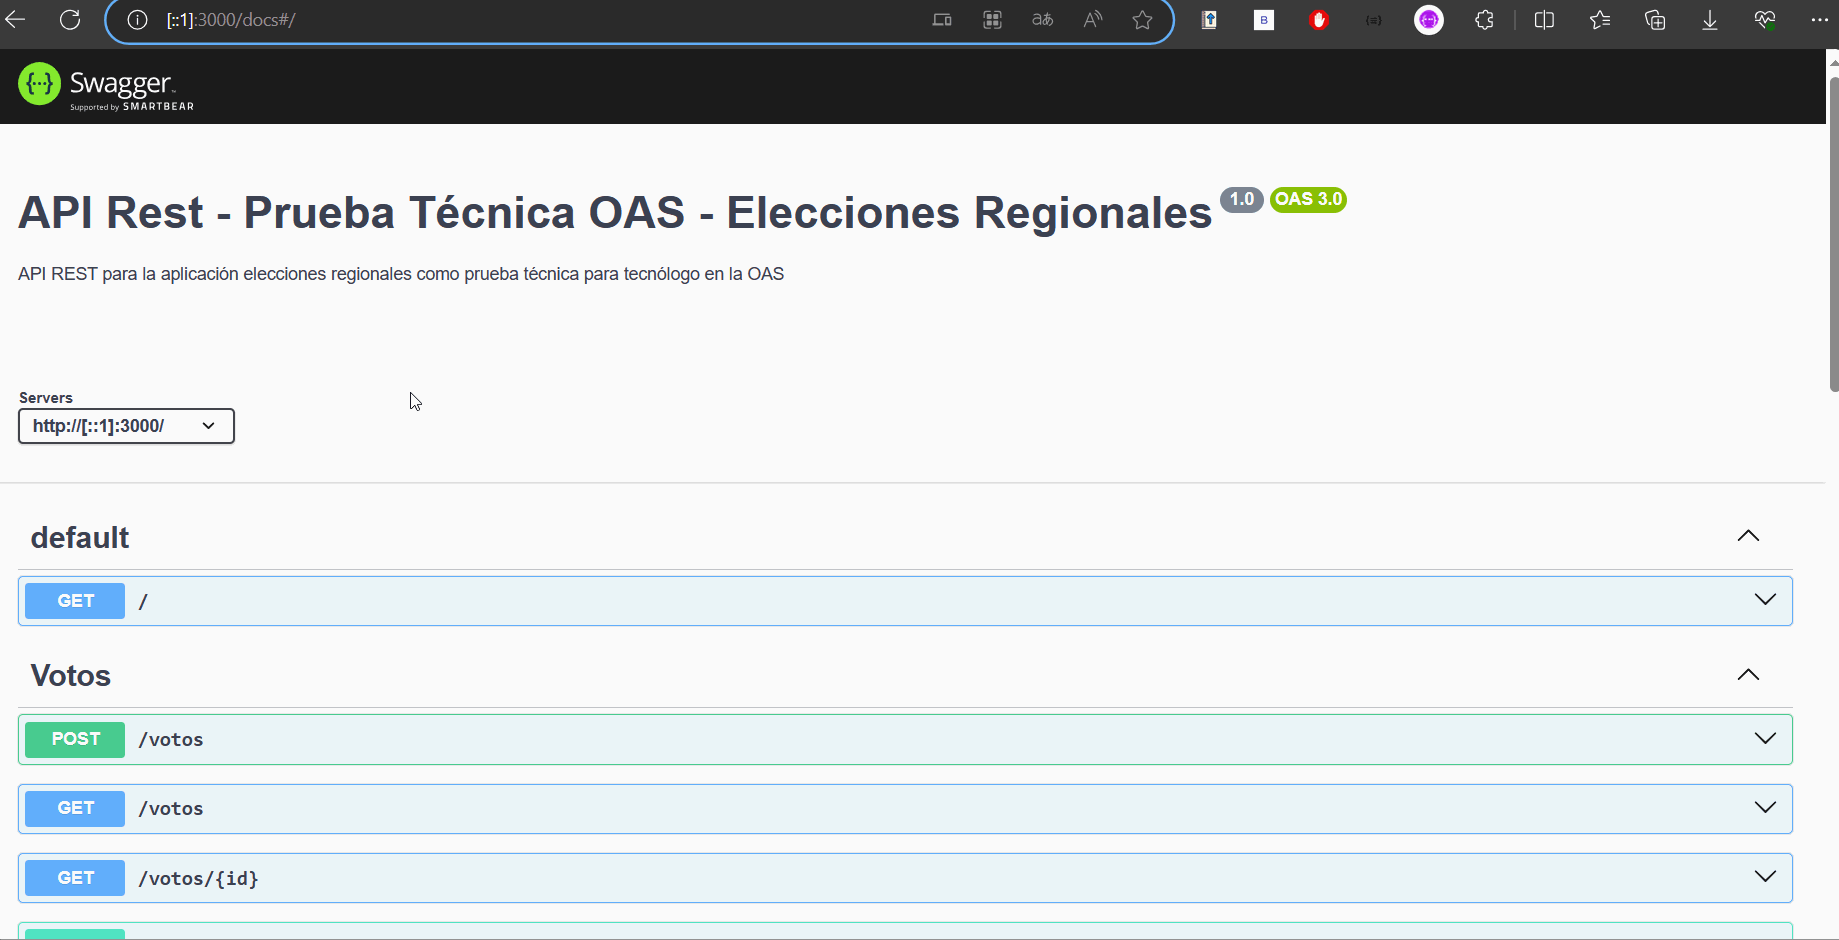 [::1]:3000/docs#/
Swagger
Supported by SMARTBEAR
API Rest - Prueba Técnica OAS - Elecciones Regionales 1.0 OAS 3.0
API REST para la aplicación elecciones regionales como prueba técnica para tecnólogo en la OAS
Servers
http://[::1]:3000/
default
GET /
Votos
POST /votos
GET /votos
GET /votos/{id}